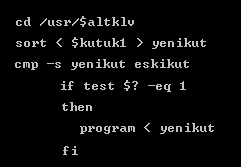 cd /usr/$altklv
sort < $kutuk1 > yenikut
cmp -s yenikut eskikut
if test $? -eq 1
then
program < yenikut
fi